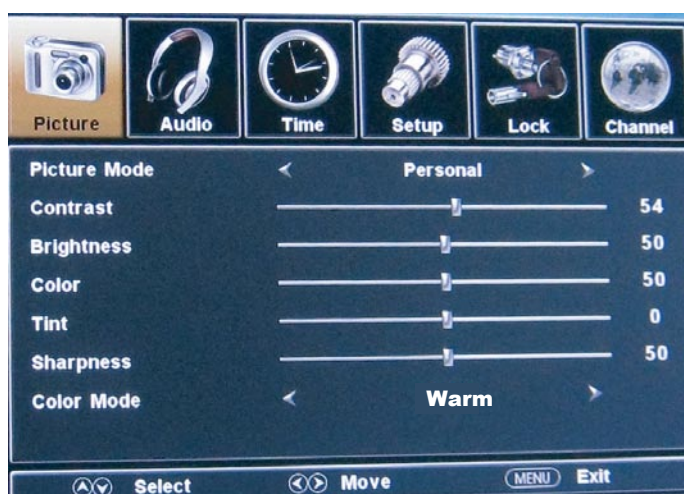 Picture Audio Time Setup Lock Channel
Picture Mode Personal
Contrast 54
Brightness 50
Color 50
Tint 0
Sharpness 50
Color Mode Warm
Select Move MENU Exit